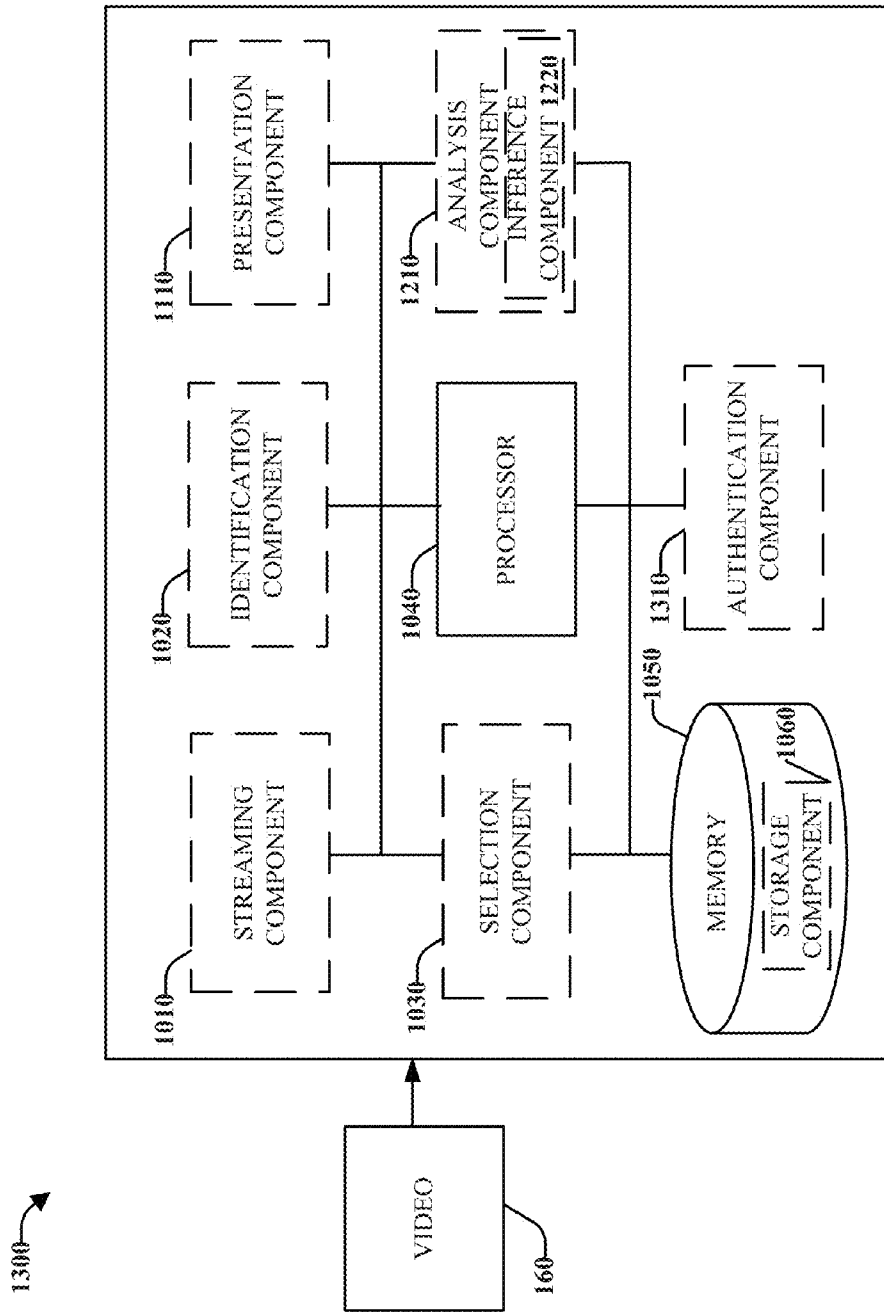 1300
VIDEO
160
1010
STREAMING
COMPONENT
1020
IDENTIFICATION
COMPONENT
1110
PRESENTATION
COMPONENT
1030
SELECTION
COMPONENT
1040
PROCESSOR
1210
ANALYSIS
COMPONENT
INFERENCE
COMPONENT 1220
1050
MEMORY
STORAGE
COMPONENT
1060
1310
AUTHENTICATION
COMPONENT